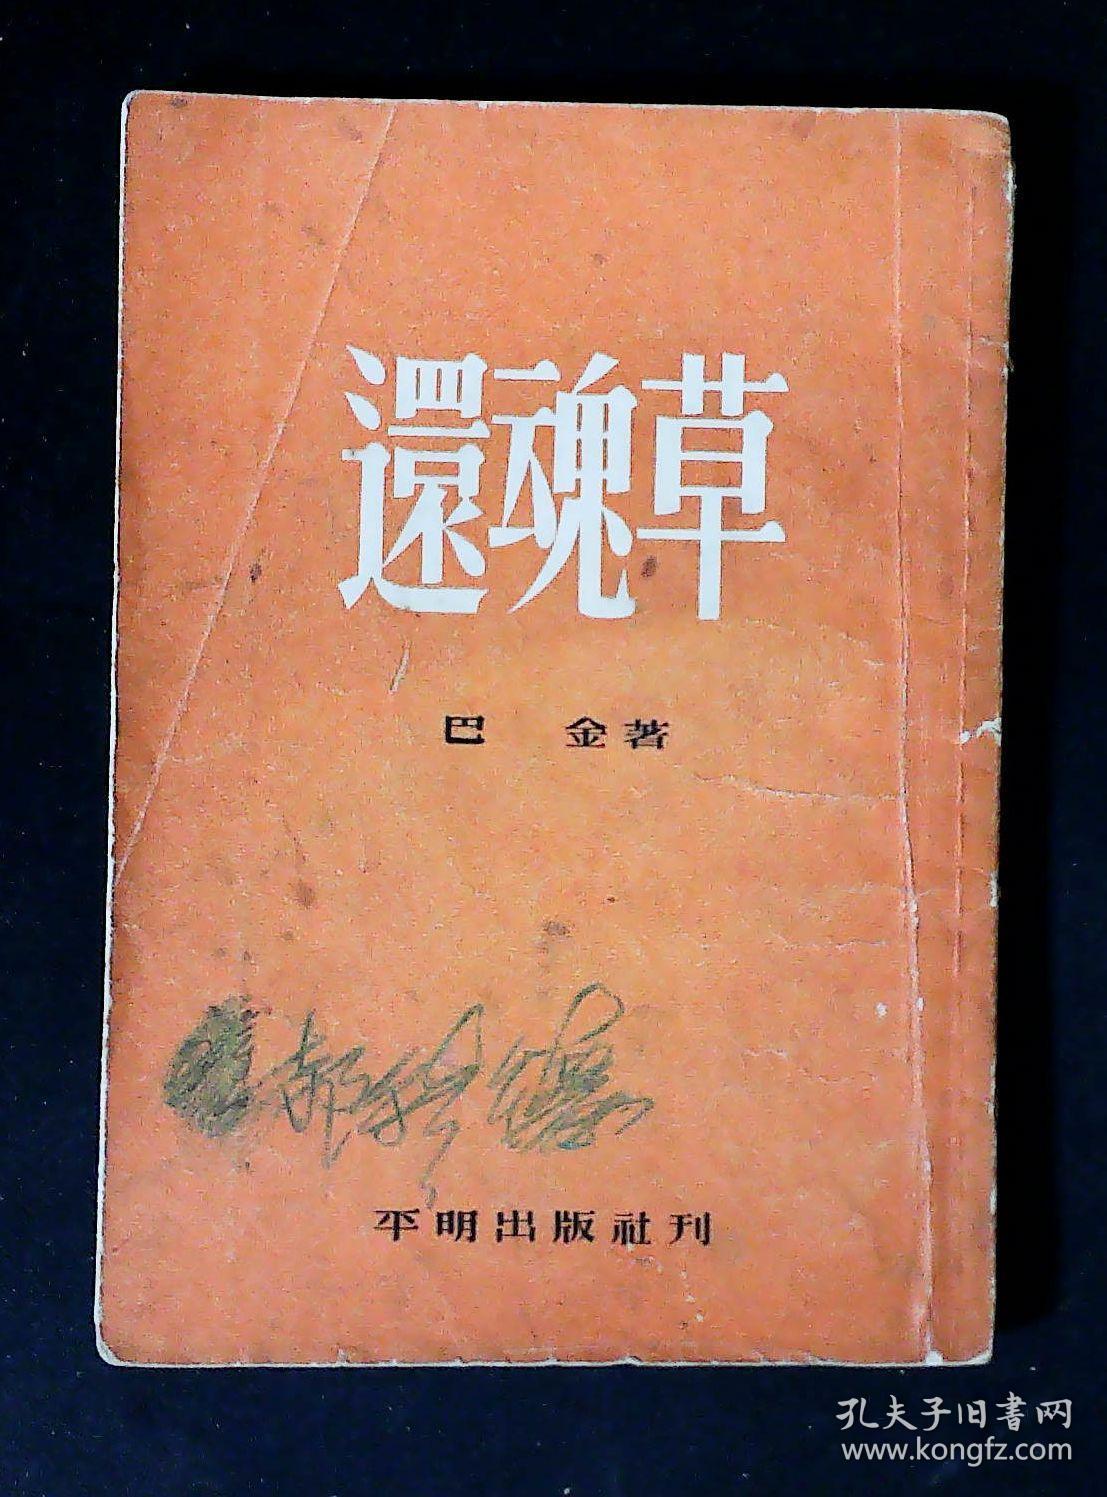 還魂草
巴 金著
平明出版社刊
孔夫子旧書网
www.kongfz.com